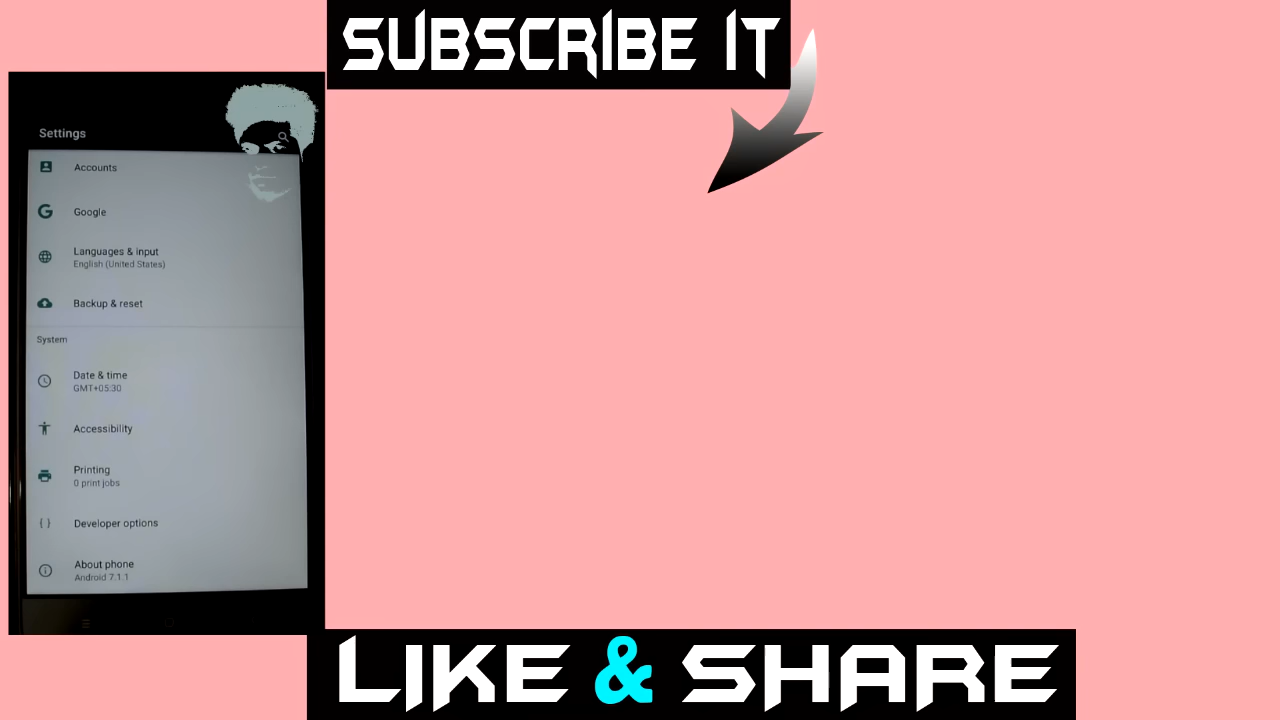 SUBSCRIBE IT
Settings
Accounts
Google
Languages & input
English (United States)
Backup & reset
System
Date & time
GMT+05:30
Accessibility
Printing
0 print jobs
Developer options
About phone
Android 7.1.1
LIKE & SHARE